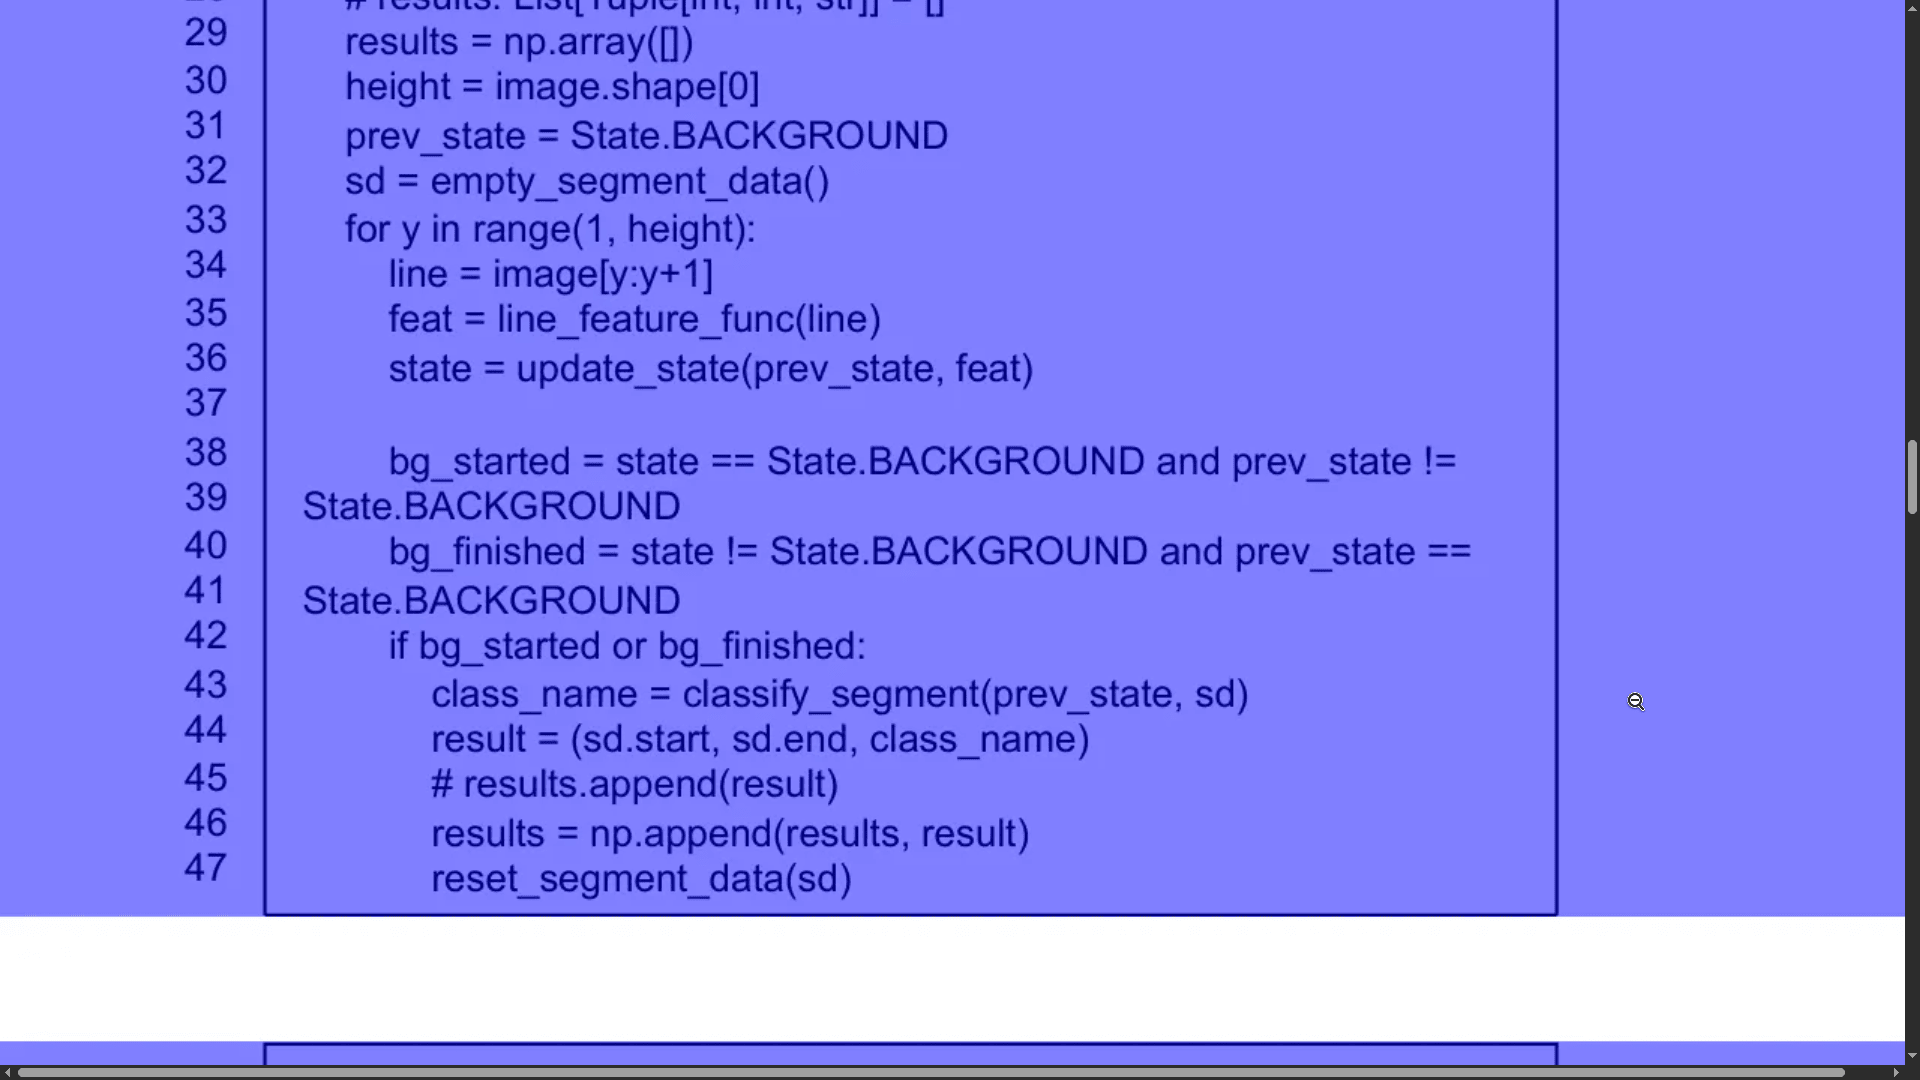 28 # results: List[Tuple[int, int, str]] = []
29 results = np.array([])
30 height = image.shape[0]
31 prev_state = State.BACKGROUND
32 sd = empty_segment_data()
33 for y in range(1, height):
34 line = image[y:y+1]
35 feat = line_feature_func(line)
36 state = update_state(prev_state, feat)
37
38 bg_started = state == State.BACKGROUND and prev_state !=
39 State.BACKGROUND
40 bg_finished = state != State.BACKGROUND and prev_state ==
41 State.BACKGROUND
42 if bg_started or bg_finished:
43 class_name = classify_segment(prev_state, sd)
44 result = (sd.start, sd.end, class_name)
45 # results.append(result)
46 results = np.append(results, result)
47 reset_segment_data(sd)